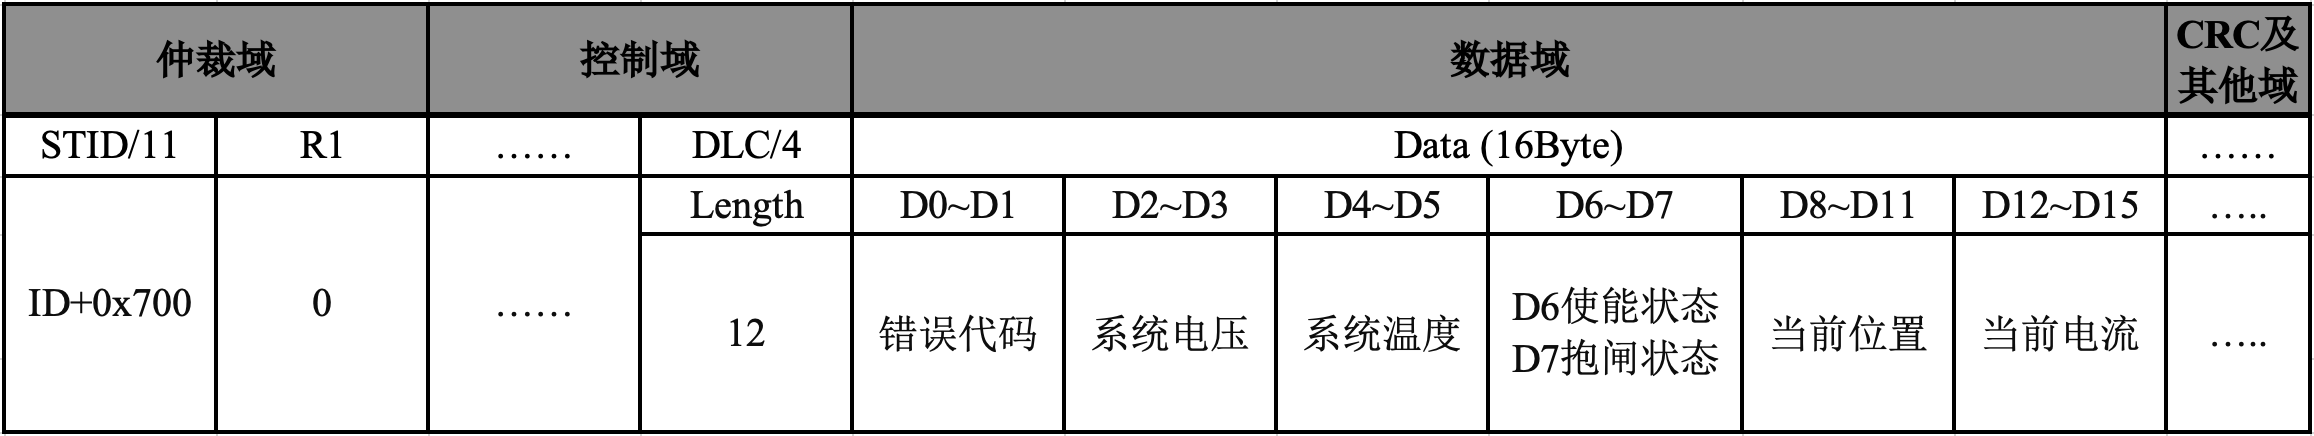 仲裁域 控制域 数据域 CRC及
其他域
STID/11 R1 …… DLC/4 Data (16Byte) ……
Length D0~D1 D2~D3 D4~D5 D6~D7 D8~D11 D12~D15 …..
ID+0x700 0 …… 12 错误代码 系统电压 系统温度 D6使能状态 当前位置 当前电流 …..
D7抱闸状态